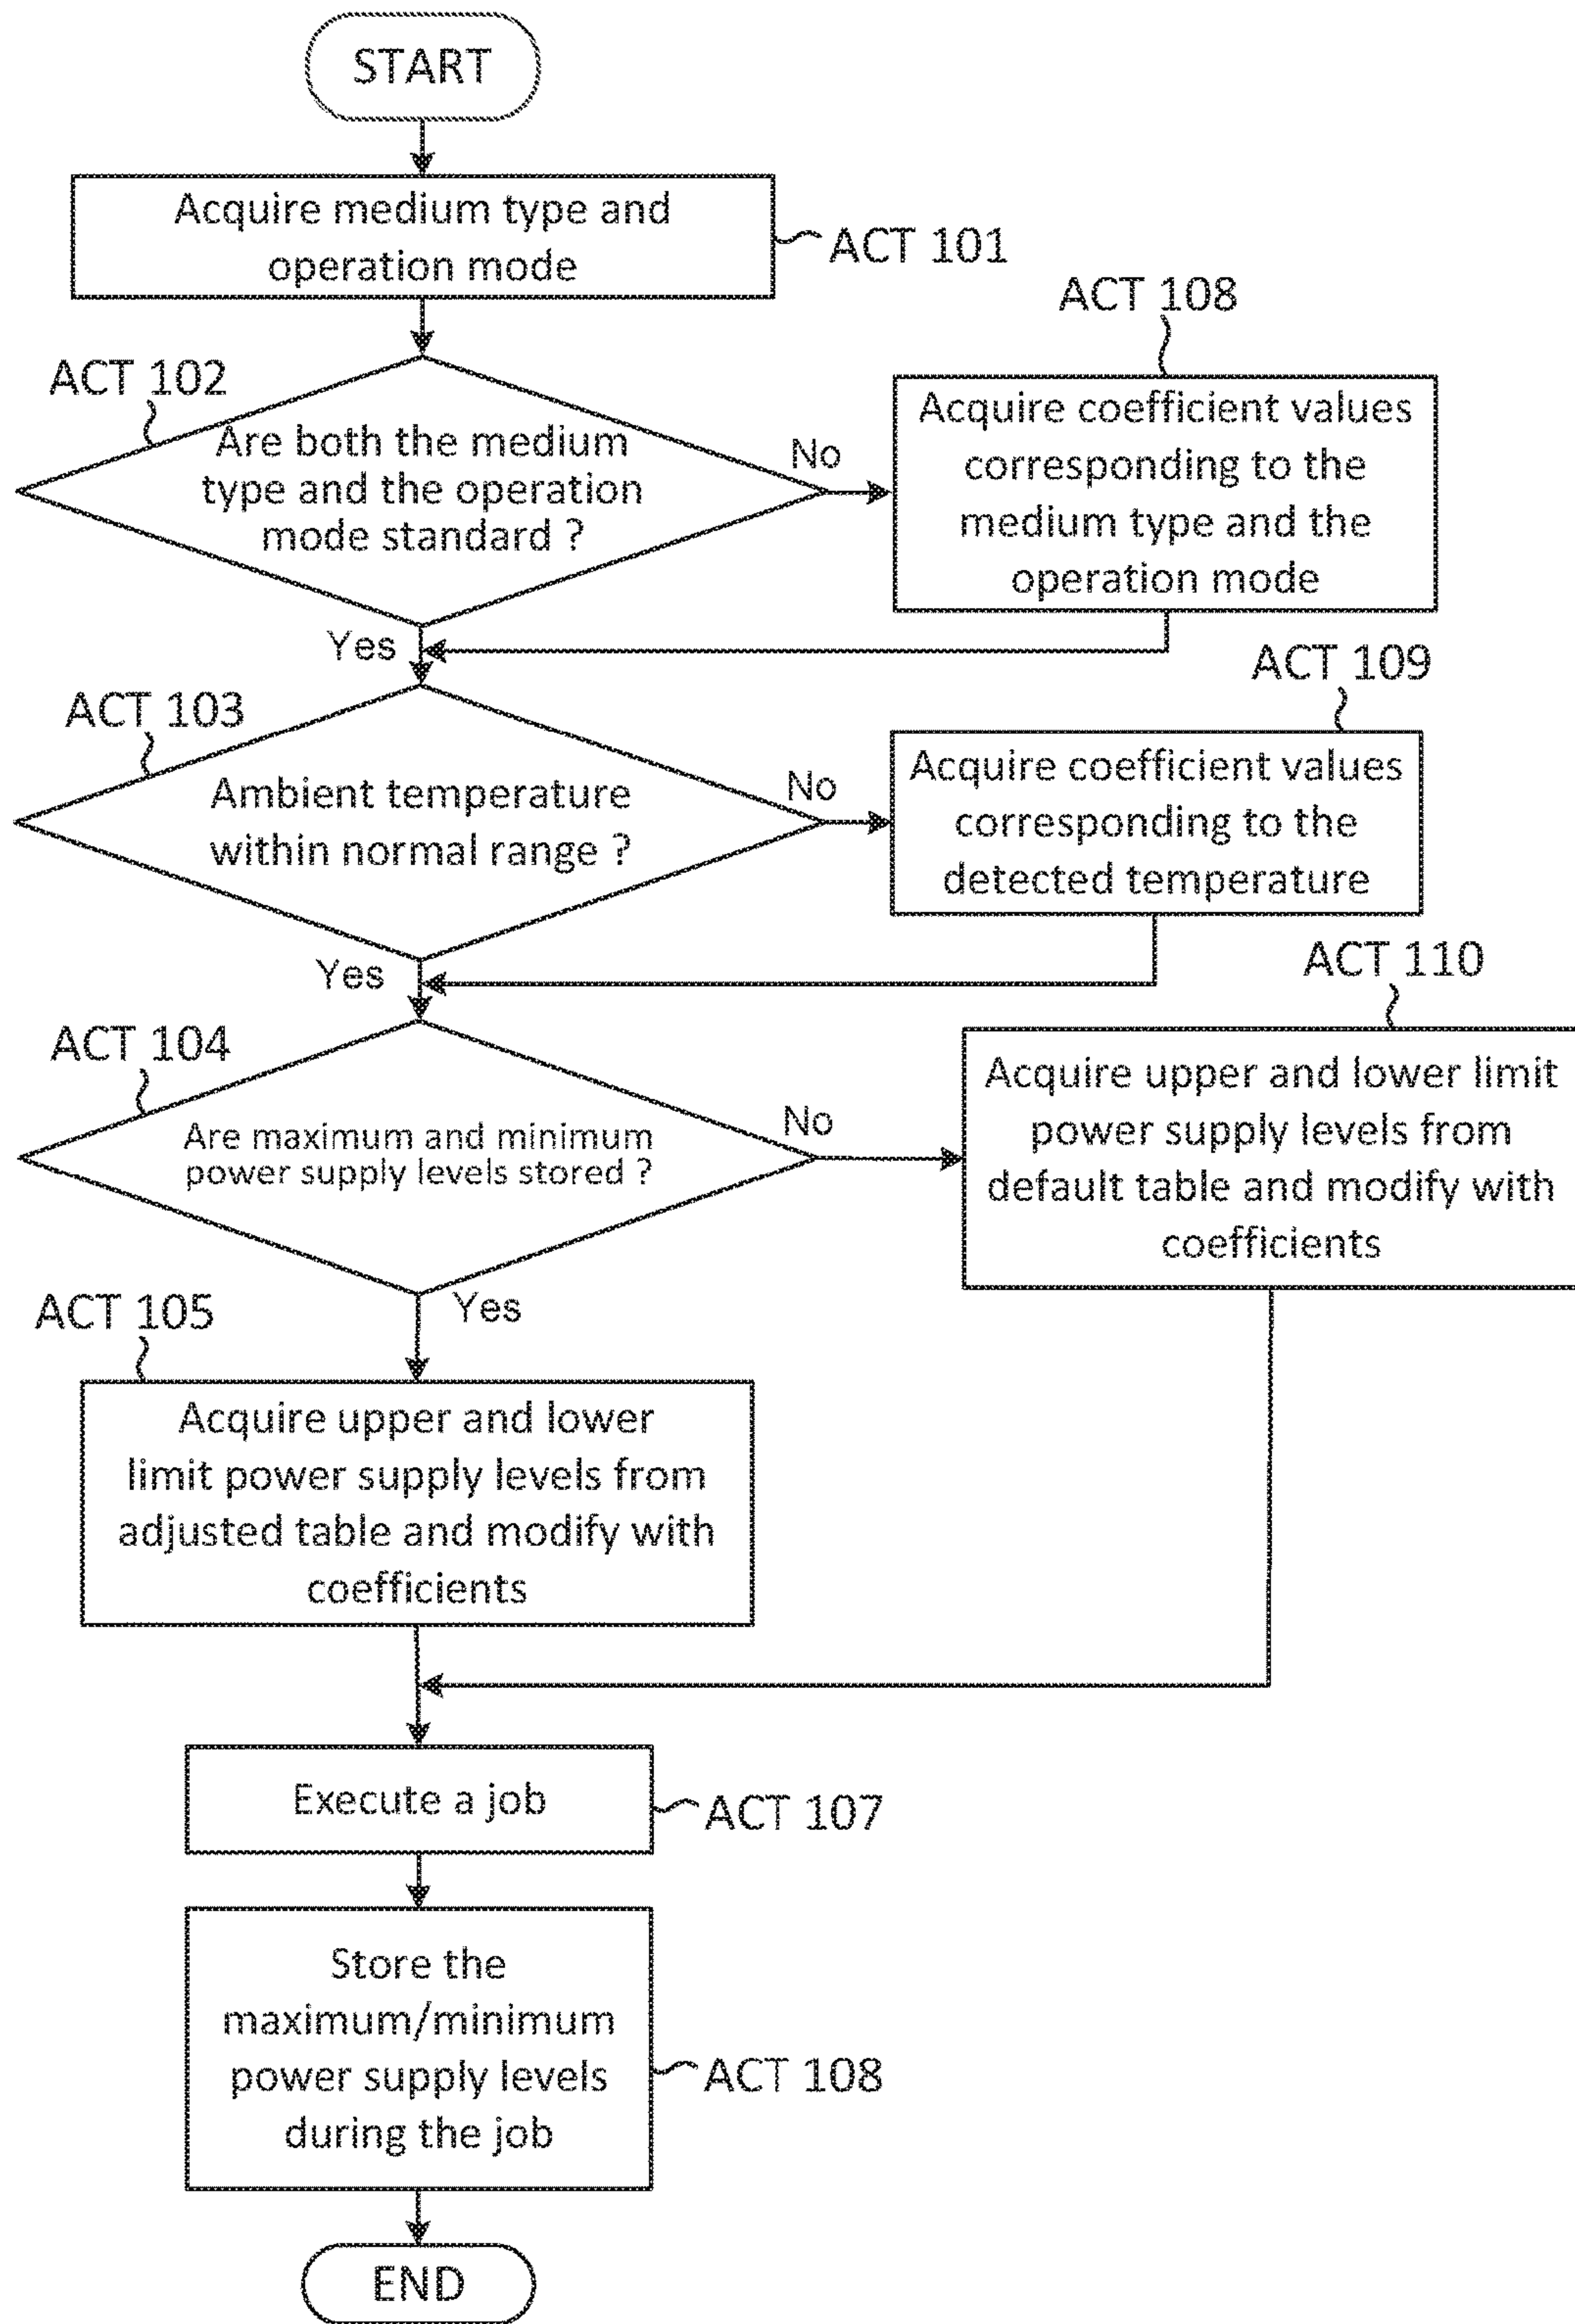 START
Acquire medium type and
operation mode
ACT 101
ACT 108
ACT 102
Are both the medium
type and the operation
mode standard ?
No
Acquire coefficient values
corresponding to the
medium type and the
operation mode
Yes
ACT 109
ACT 103
Ambient temperature
within normal range ?
No
Acquire coefficient values
corresponding to the
detected temperature
Yes
ACT 110
ACT 104
Are maximum and minimum
power supply levels stored ?
No
Acquire upper and lower limit
power supply levels from
default table and modify with
coefficients
Yes
ACT 105
Acquire upper and lower
limit power supply levels from
adjusted table and modify with
coefficients
Execute a job
ACT 107
Store the
maximum/minimum
power supply levels
during the job
ACT 108
END